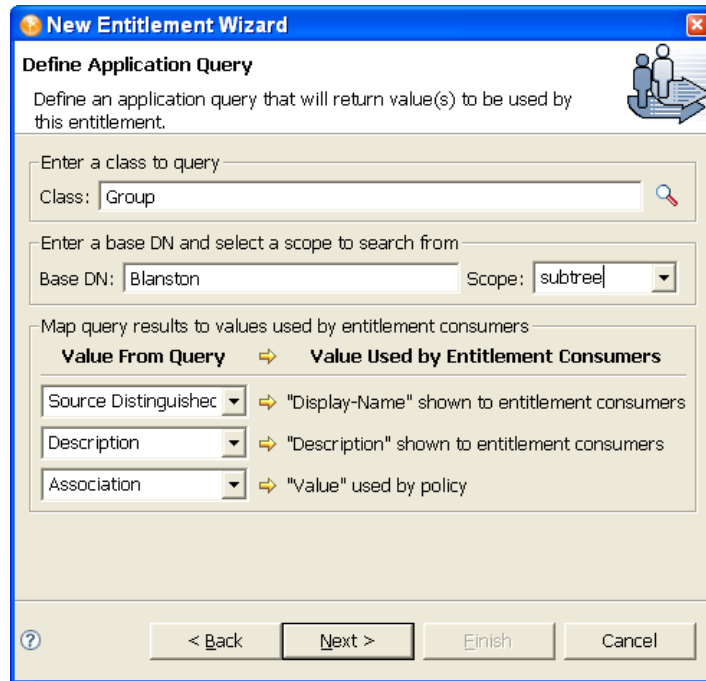 New Entitlement Wizard
Define Application Query
Define an application query that will return value(s) to be used by
this entitlement.
Enter a class to query
Class: Group
Enter a base DN and select a scope to search from
Base DN: Blanston Scope: subtree
Map query results to values used by entitlement consumers
Value From Query Value Used by Entitlement Consumers
Source Distinguishec "Display-Name" shown to entitlement consumers
Description "Description" shown to entitlement consumers
Association "Value" used by policy
? < Back Next > Finish Cancel